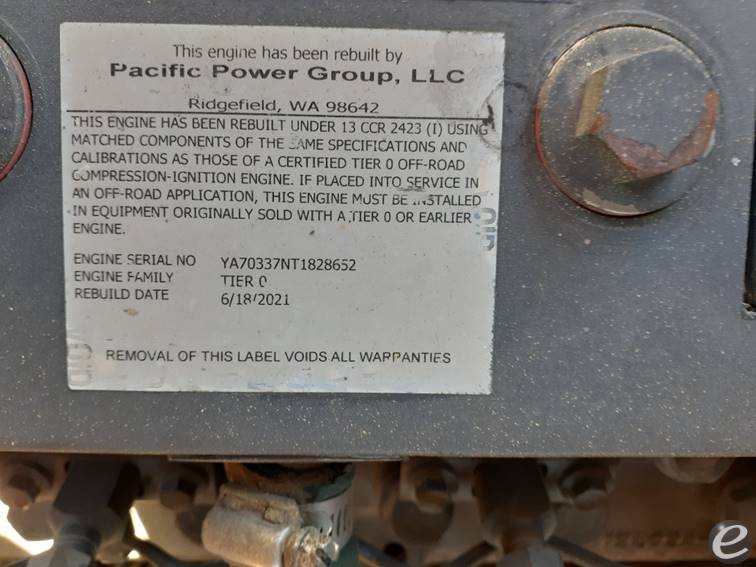 This engine has been rebuilt by
Pacific Power Group, LLC
Ridgefield, WA 98642
THIS ENGINE HAS BEEN REBUILT UNDER 13 CCR 2423 (I) USING
MATCHED COMPONENTS OF THE SAME SPECIFICATIONS AND
CALIBRATIONS AS THOSE OF A CERTIFIED TIER 0 OFF-ROAD
COMPRESSION-IGNITION ENGINE. IF PLACED INTO SERVICE IN
AN OFF-ROAD APPLICATION, THIS ENGINE MUST BE INSTALLED
IN EQUIPMENT ORIGINALLY SOLD WITH A TIER 0 OR EARLIER
ENGINE.
ENGINE SERIAL NO YA70337NT1828652
ENGINE FAMILY TIER 0
REBUILD DATE 6/18/2021
REMOVAL OF THIS LABEL VOIDS ALL WARRANTIES
e